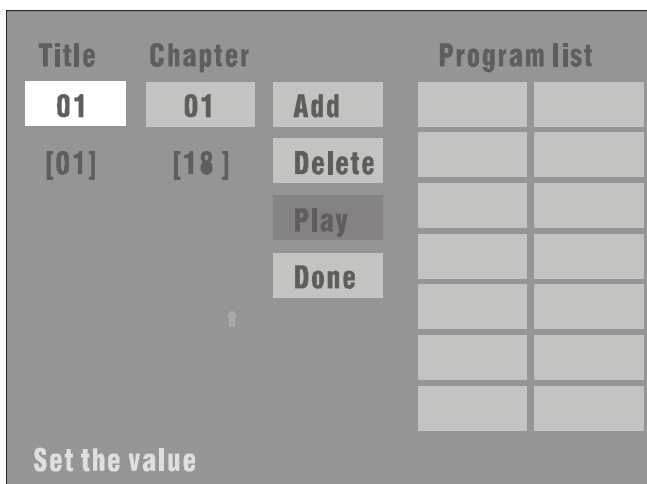 Title Chapter Program list
01 01 Add
[01] [18 ] Delete
Play
Done
Set the value